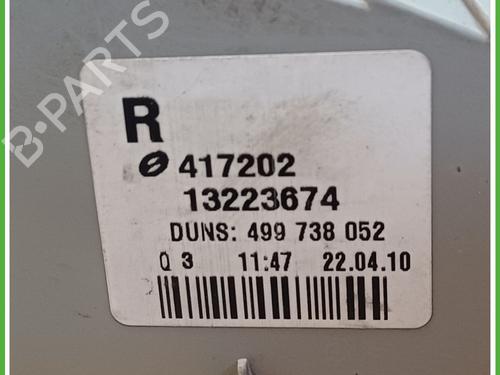 B-PARTS
R
417202
13223674
DUNS: 499 738 052
Q 3 11:47 22.04.10